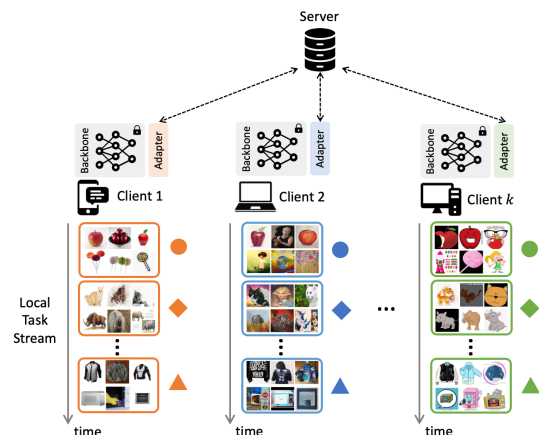 Server
Backbone
Adapter
Backbone
Adapter
Backbone
Adapter
Client 1
Client 2
Client k
Local
Task
Stream
time
time
time